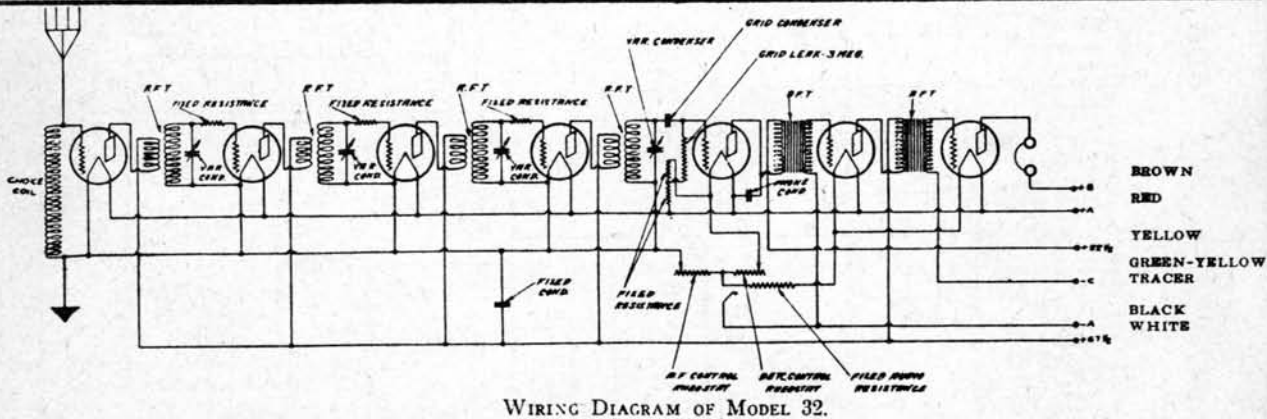 GRID CONDENSER
VAR. CONDENSER
GRID LEAK-3 MEG.
R.F.T
FIXED RESISTANCE
R.F.T
FIXED RESISTANCE
R.F.T
FIXED RESISTANCE
R.F.T
CHOKE COIL
VAR. COND.
VAR. COND.
VAR. COND.
PHONE COND.
FIXED RESISTANCE
FIXED COND.
R.F CONTROL RHEOSTAT
DET. CONTROL RHEOSTAT
FIXED AUDIO RESISTANCE
+B
BROWN
+A
RED
YELLOW
-C
GREEN-YELLOW
TRACER
-A
BLACK
WHITE
WIRING DIAGRAM OF MODEL 32.